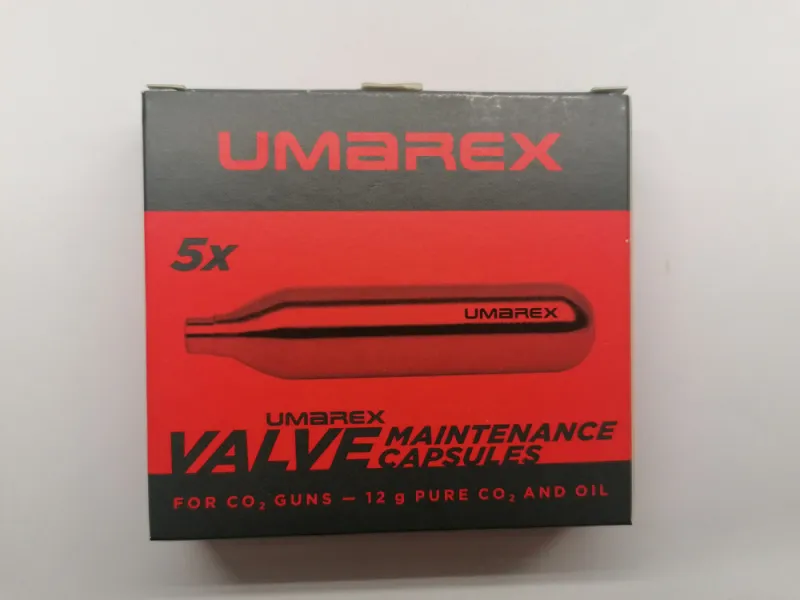 UMAREX
5x
UMAREX
UMAREX
VALVE MAINTENANCE CAPSULES
FOR CO₂ GUNS — 12 g PURE CO₂ AND OIL